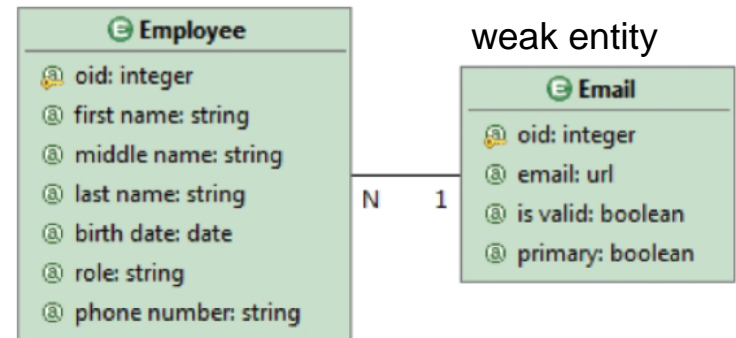 Employee
oid: integer
first name: string
middle name: string
last name: string
birth date: date
role: string
phone number: string
N 1
weak entity
Email
oid: integer
email: url
is valid: boolean
primary: boolean